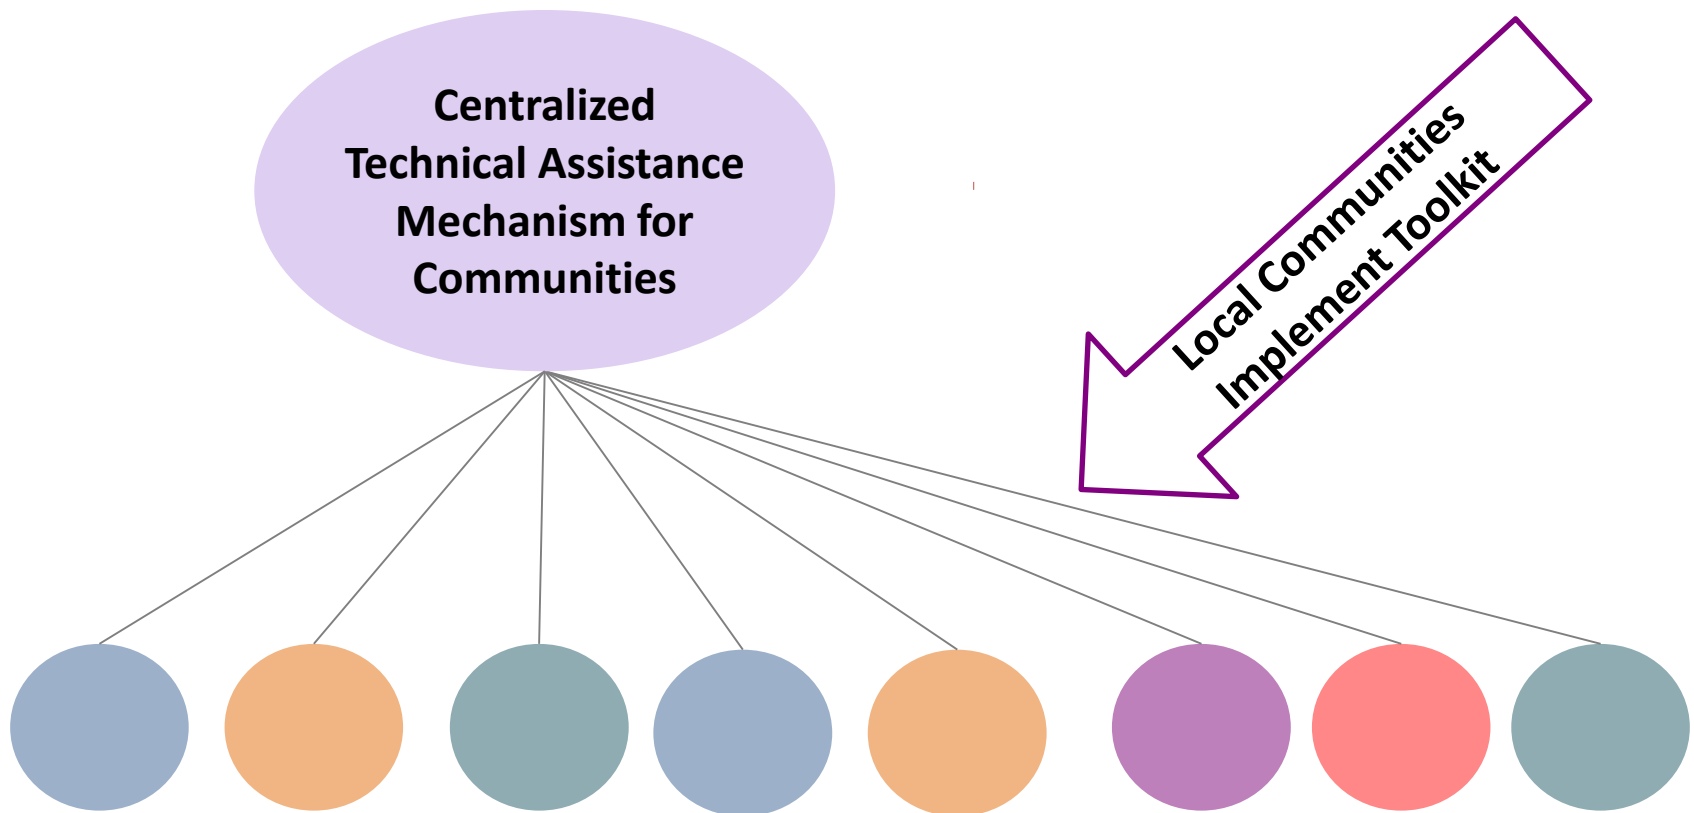 Centralized
Technical Assistance
Mechanism for
Communities
Local Communities
Implement Toolkit